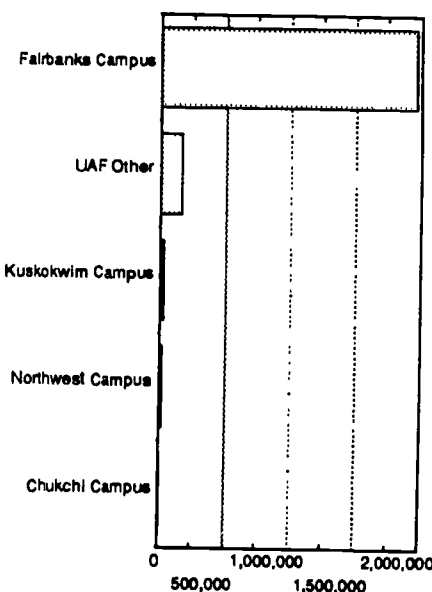 Fairbanks Campus
UAF Other
Kuskokwim Campus
Northwest Campus
Chukchi Campus
0 1,000,000 2,000,000
500,000 1,500,000